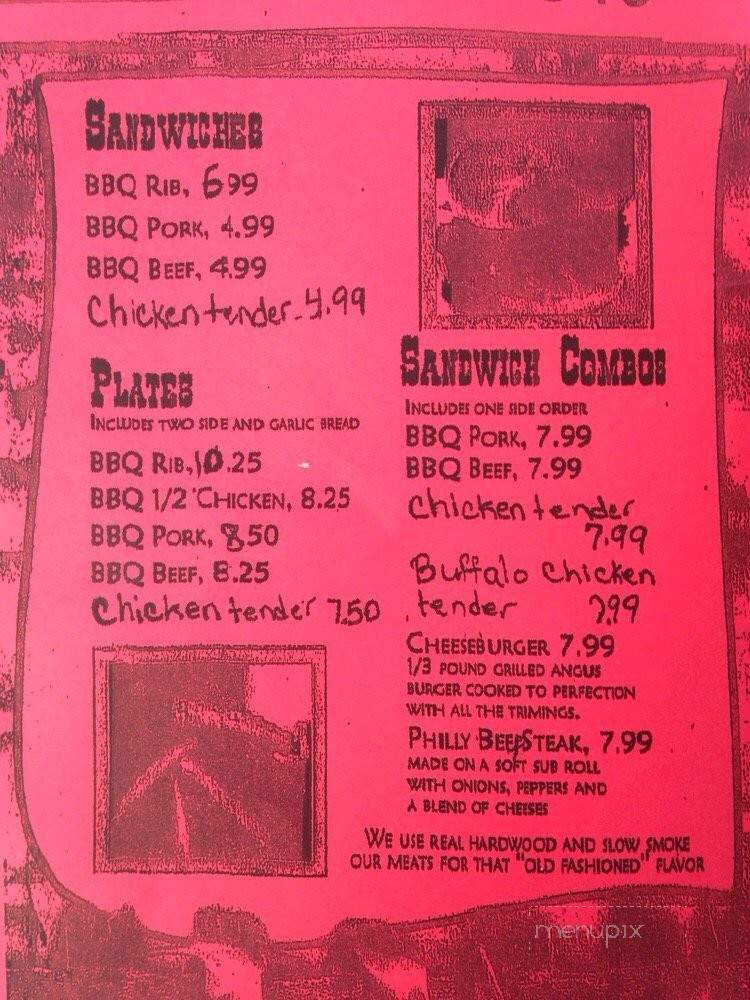 SANDWICHES
BBQ RIB, 699
BBQ PORK, 4.99
BBQ BEEF, 4.99
Chicken tender - 4.99
PLATES
INCLUDES TWO SIDE AND GARLIC BREAD
BBQ RIB, 10.25
BBQ 1/2 CHICKEN, 8.25
BBQ PORK, 8.50
BBQ BEEF, 8.25
Chicken tender 7.50
SANDWICH COMBOS
INCLUDES ONE SIDE ORDER
BBQ PORK, 7.99
BBQ BEEF, 7.99
Chicken tender
7.99
Buffalo Chicken
tender 7.99
CHEESEBURGER 7.99
1/3 POUND GRILLED ANGUS
BURGER COOKED TO PERFECTION
WITH ALL THE TRIMINGS.
PHILLY BEEFSTEAK, 7.99
MADE ON A SOFT SUB ROLL
WITH ONIONS, PEPPERS AND
A BLEND OF CHEESES
WE USE REAL HARDWOOD AND SLOW SMOKE
OUR MEATS FOR THAT "OLD FASHIONED" FLAVOR
menupix